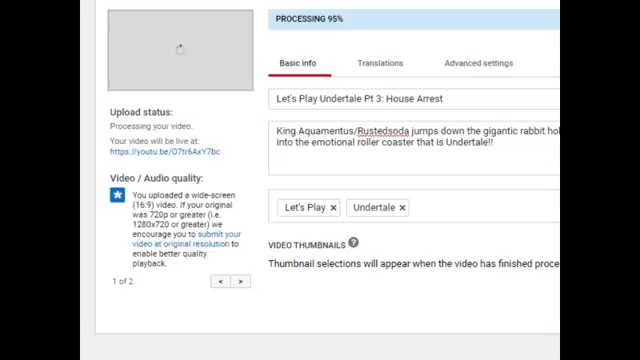 PROCESSING 95%
Basic info
Translations
Advanced settings
Let's Play Undertale Pt 3: House Arrest
Upload status:
Processing your video.
Your video will be live at:
https://youtu.be/O7tr6AxY7bc
King Aquamentus/Rustedsoda jumps down the gigantic rabbit hol
into the emotional roller coaster that is Undertale!!
Video / Audio quality:
You uploaded a wide-screen
(16:9) video. If your original
was 720p or greater (i.e.
1280x720 or greater) we
encourage you to submit your
video at original resolution to
enable better quality
playback.
1 of 2
< >
Let's Play ×
Undertale ×
VIDEO THUMBNAILS ?
Thumbnail selections will appear when the video has finished proce